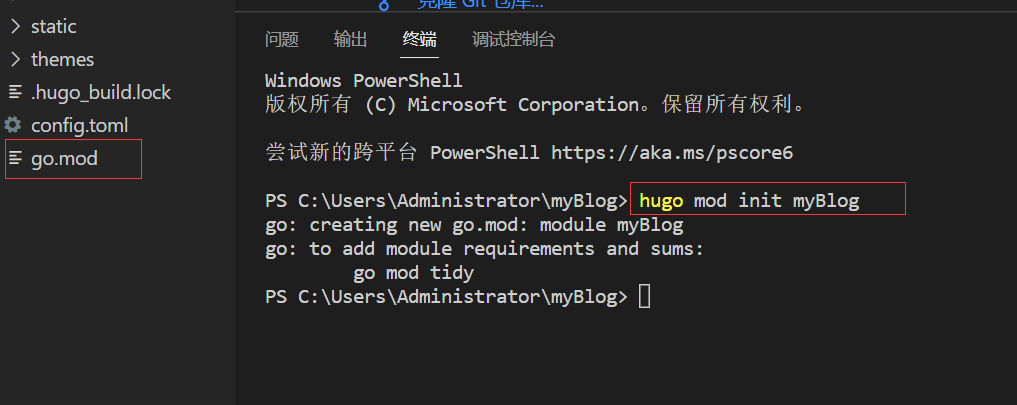 static
themes
.hugo_build.lock
config.toml
go.mod
克隆 Git 仓库...
问题 输出 终端 调试控制台
Windows PowerShell
版权所有 (C) Microsoft Corporation。保留所有权利。
尝试新的跨平台 PowerShell https://aka.ms/pscore6
PS C:\Users\Administrator\myBlog> hugo mod init myBlog
go: creating new go.mod: module myBlog
go: to add module requirements and sums:
go mod tidy
PS C:\Users\Administrator\myBlog>